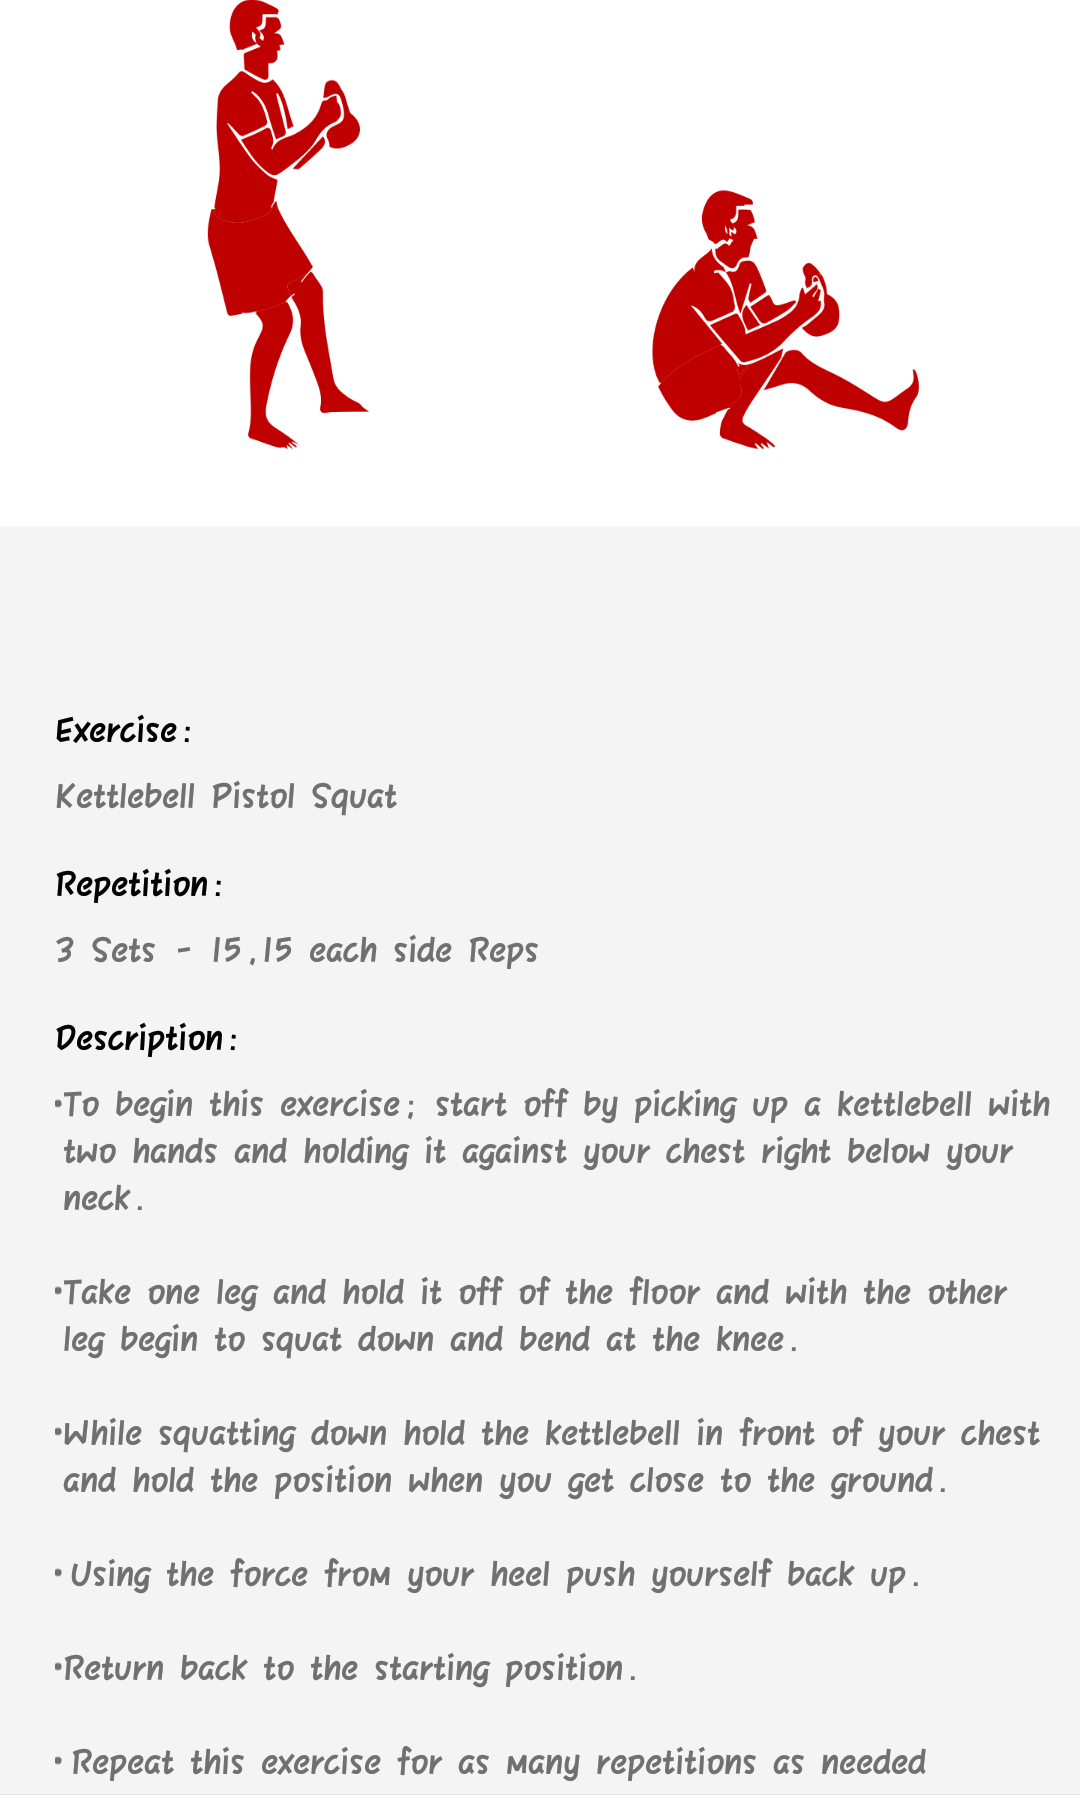 Exercise:
Kettlebell Pistol Squat
Repetition:
3 Sets - 15,15 each side Reps
Description:
•To begin this exercise; start off by picking up a kettlebell with
two hands and holding it against your chest right below your
neck.
•Take one leg and hold it off of the floor and with the other
leg begin to squat down and bend at the knee.
•While squatting down hold the kettlebell in front of your chest
and hold the position when you get close to the ground.
• Using the force from your heel push yourself back up.
•Return back to the starting position.
• Repeat this exercise for as many repetitions as needed